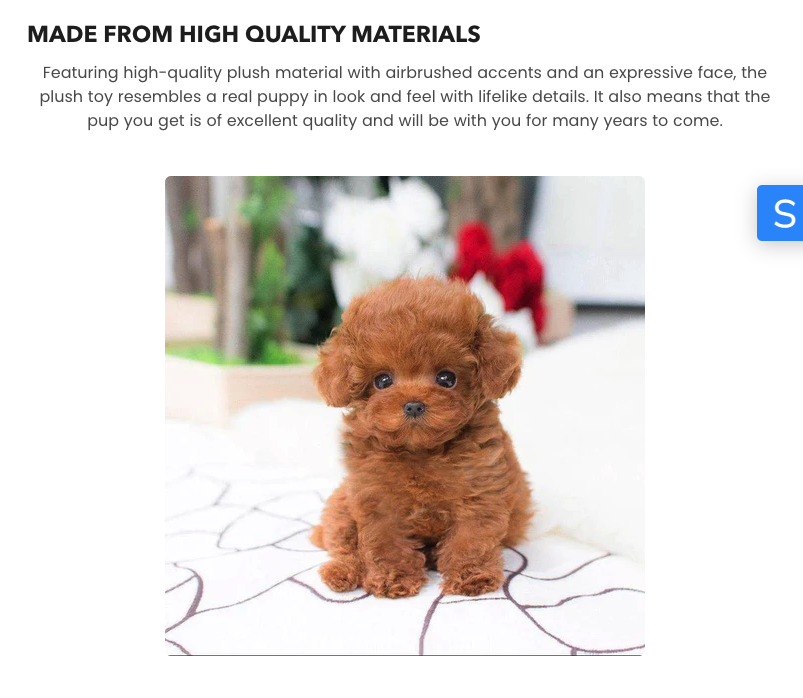 MADE FROM HIGH QUALITY MATERIALS
Featuring high-quality plush material with airbrushed accents and an expressive face, the
plush toy resembles a real puppy in look and feel with lifelike details. It also means that the
pup you get is of excellent quality and will be with you for many years to come.
S